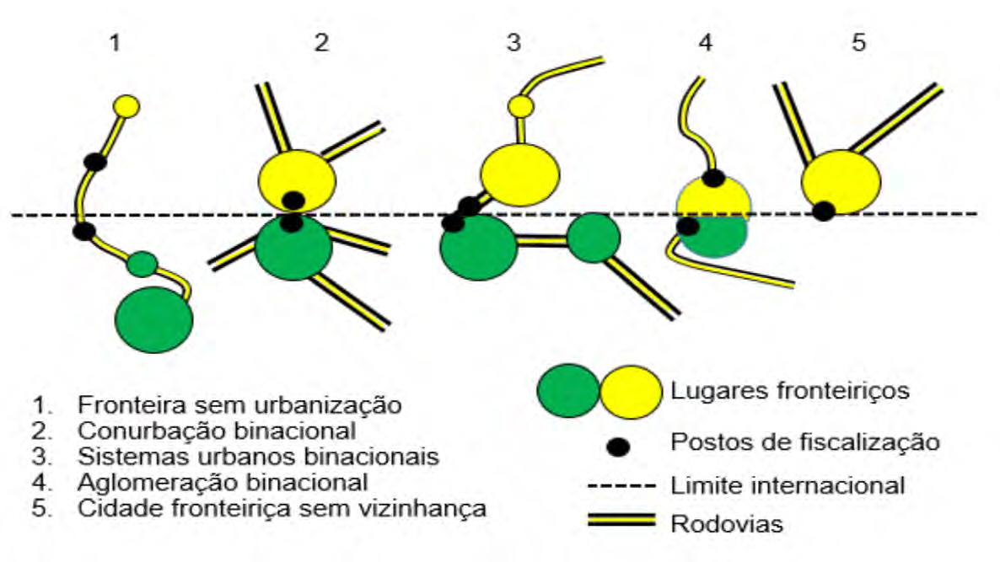 1 2 3 4 5
1. Fronteira sem urbanização
2. Conurbação binacional
3. Sistemas urbanos binacionais
4. Aglomeração binacional
5. Cidade fronteiriça sem vizinhança
Lugares fronteiriços
Postos de fiscalização
Limite internacional
Rodovias